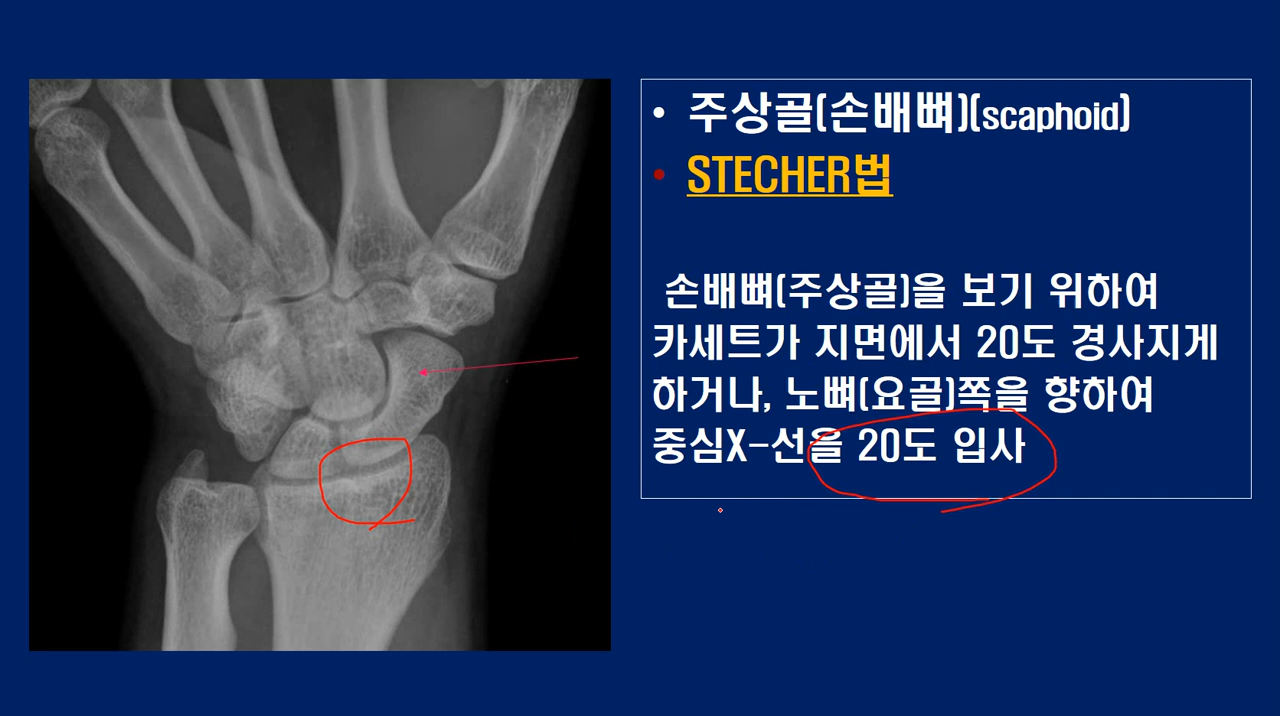 • 주상골(손배뼈)(scaphoid)
• STECHER법
손배뼈(주상골)을 보기 위하여
카세트가 지면에서 20도 경사지게
하거나, 노뼈(요골)쪽을 향하여
중심X-선을 20도 입사